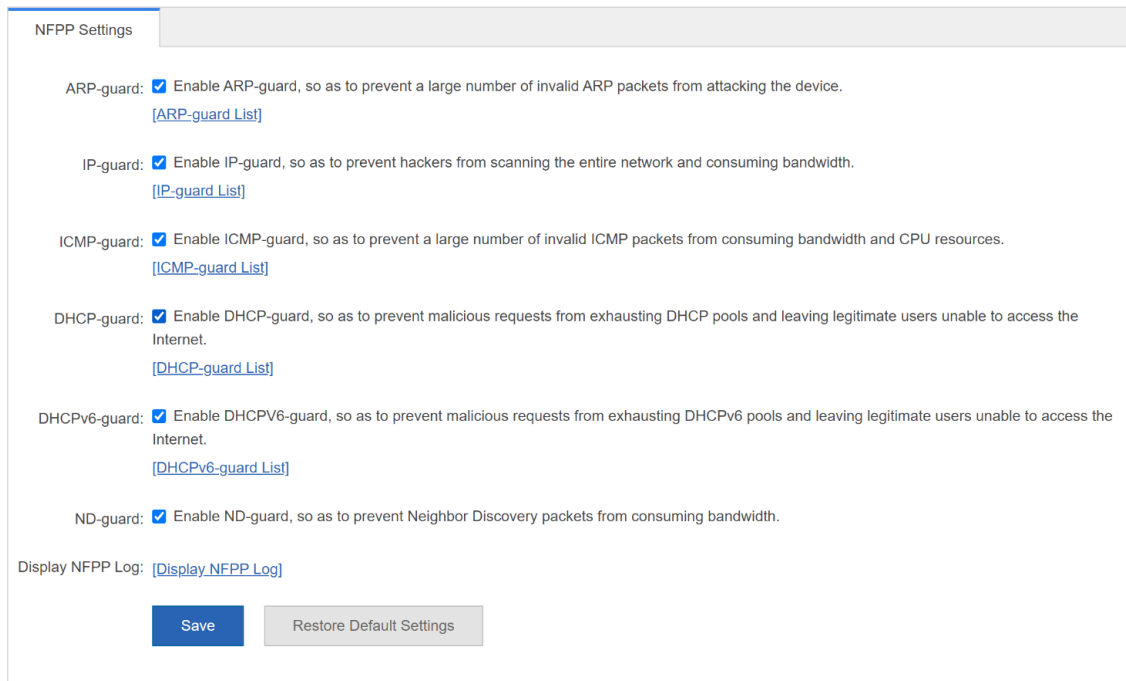 NFPP Settings
ARP-guard: Enable ARP-guard, so as to prevent a large number of invalid ARP packets from attacking the device.
[ARP-guard List]
IP-guard: Enable IP-guard, so as to prevent hackers from scanning the entire network and consuming bandwidth.
[IP-guard List]
ICMP-guard: Enable ICMP-guard, so as to prevent a large number of invalid ICMP packets from consuming bandwidth and CPU resources.
[ICMP-guard List]
DHCP-guard: Enable DHCP-guard, so as to prevent malicious requests from exhausting DHCP pools and leaving legitimate users unable to access the
Internet.
[DHCP-guard List]
DHCPv6-guard: Enable DHCPV6-guard, so as to prevent malicious requests from exhausting DHCPv6 pools and leaving legitimate users unable to access the
Internet.
[DHCPv6-guard List]
ND-guard: Enable ND-guard, so as to prevent Neighbor Discovery packets from consuming bandwidth.
Display NFPP Log: [Display NFPP Log]
Save Restore Default Settings